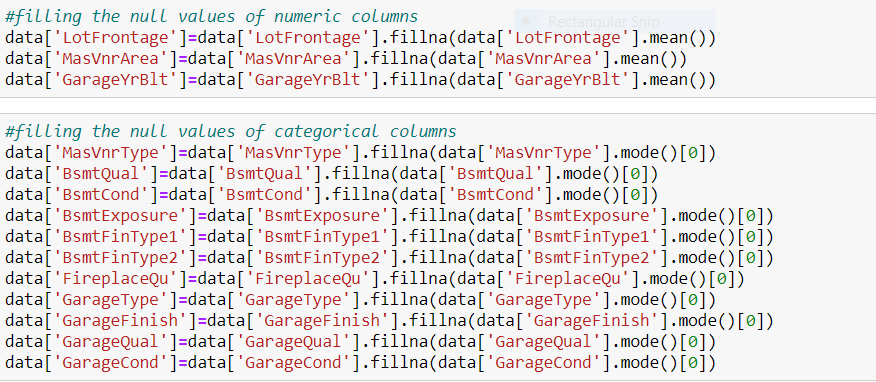 #filling the null values of numeric columns
Rectangular Snip
data['LotFrontage']=data['LotFrontage'].fillna(data['LotFrontage'].mean())
data['MasVnrArea']=data['MasVnrArea'].fillna(data['MasVnrArea'].mean())
data['GarageYrBlt']=data['GarageYrBlt'].fillna(data['GarageYrBlt'].mean())
#filling the null values of categorical columns
data['MasVnrType']=data['MasVnrType'].fillna(data['MasVnrType'].mode()[0])
data['BsmtQual']=data['BsmtQual'].fillna(data['BsmtQual'].mode()[0])
data['BsmtCond']=data['BsmtCond'].fillna(data['BsmtCond'].mode()[0])
data['BsmtExposure']=data['BsmtExposure'].fillna(data['BsmtExposure'].mode()[0])
data['BsmtFinType1']=data['BsmtFinType1'].fillna(data['BsmtFinType1'].mode()[0])
data['BsmtFinType2']=data['BsmtFinType2'].fillna(data['BsmtFinType2'].mode()[0])
data['FireplaceQu']=data['FireplaceQu'].fillna(data['FireplaceQu'].mode()[0])
data['GarageType']=data['GarageType'].fillna(data['GarageType'].mode()[0])
data['GarageFinish']=data['GarageFinish'].fillna(data['GarageFinish'].mode()[0])
data['GarageQual']=data['GarageQual'].fillna(data['GarageQual'].mode()[0])
data['GarageCond']=data['GarageCond'].fillna(data['GarageCond'].mode()[0])